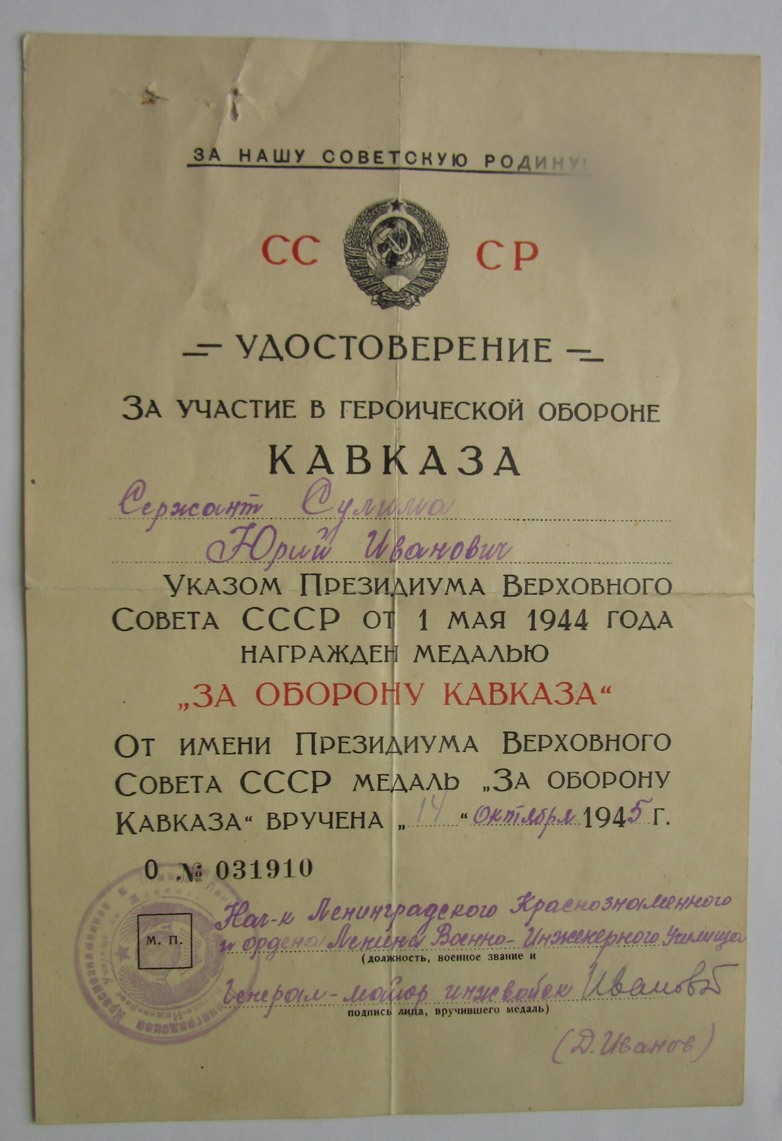 ЗА НАШУ СОВЕТСКУЮ РОДИНУ!
СС СР
УДОСТОВЕРЕНИЕ
ЗА УЧАСТИЕ В ГЕРОИЧЕСКОЙ ОБОРОНЕ
КАВКАЗА
Сержант Сулима
Юрий Иванович
УКАЗОМ ПРЕЗИДИУМА ВЕРХОВНОГО
СОВЕТА СССР ОТ 1 МАЯ 1944 ГОДА
НАГРАЖДЕН МЕДАЛЬЮ
„ЗА ОБОРОНУ КАВКАЗА“
ОТ ИМЕНИ ПРЕЗИДИУМА ВЕРХОВНОГО
СОВЕТА СССР МЕДАЛЬ „ЗА ОБОРОНУ
КАВКАЗА“ ВРУЧЕНА „14“ октября 1945 Г.
О № 031910
Нач-к Ленинградского Краснознаменного
М. П.
и ордена Ленина Военно-Инженерного Училища
(должность, военное звание и
Генерал-майор инжвойск Иванов
подпись лица, вручившего медаль)
(Д. Иванов)